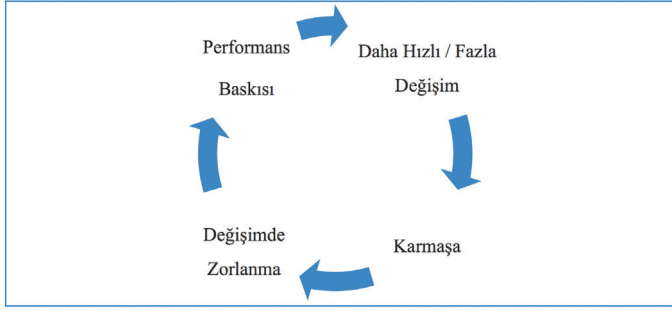 Performans
Baskısı
Daha Hızlı / Fazla
Değişim
Karmaşa
Değişimde
Zorlanma